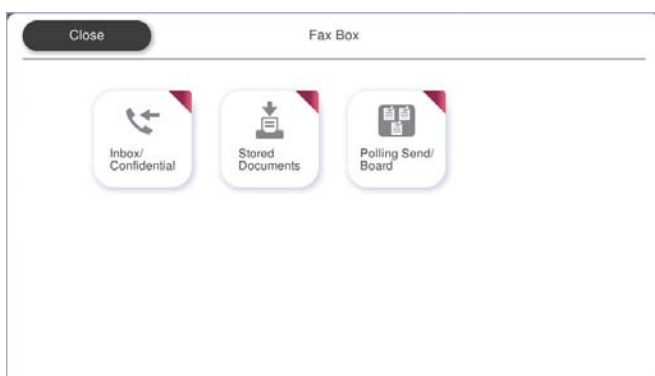 Close
Fax Box
Inbox/
Confidential
Stored
Documents
Polling Send/
Board